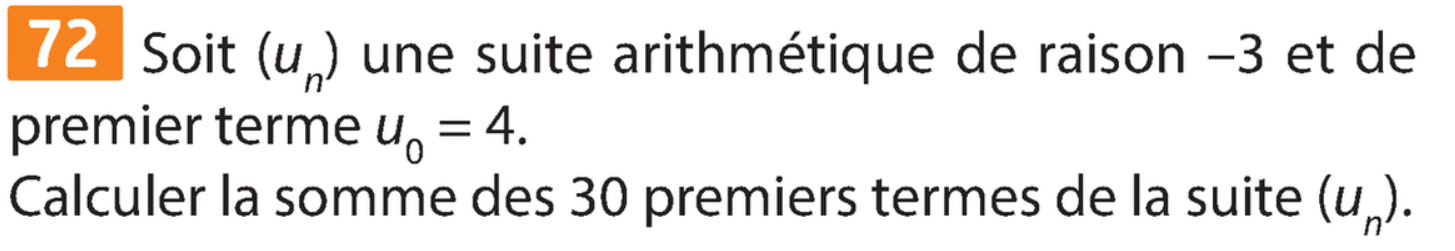 72 Soit (uₙ) une suite arithmétique de raison –3 et de
premier terme u₀ = 4.
Calculer la somme des 30 premiers termes de la suite (uₙ).